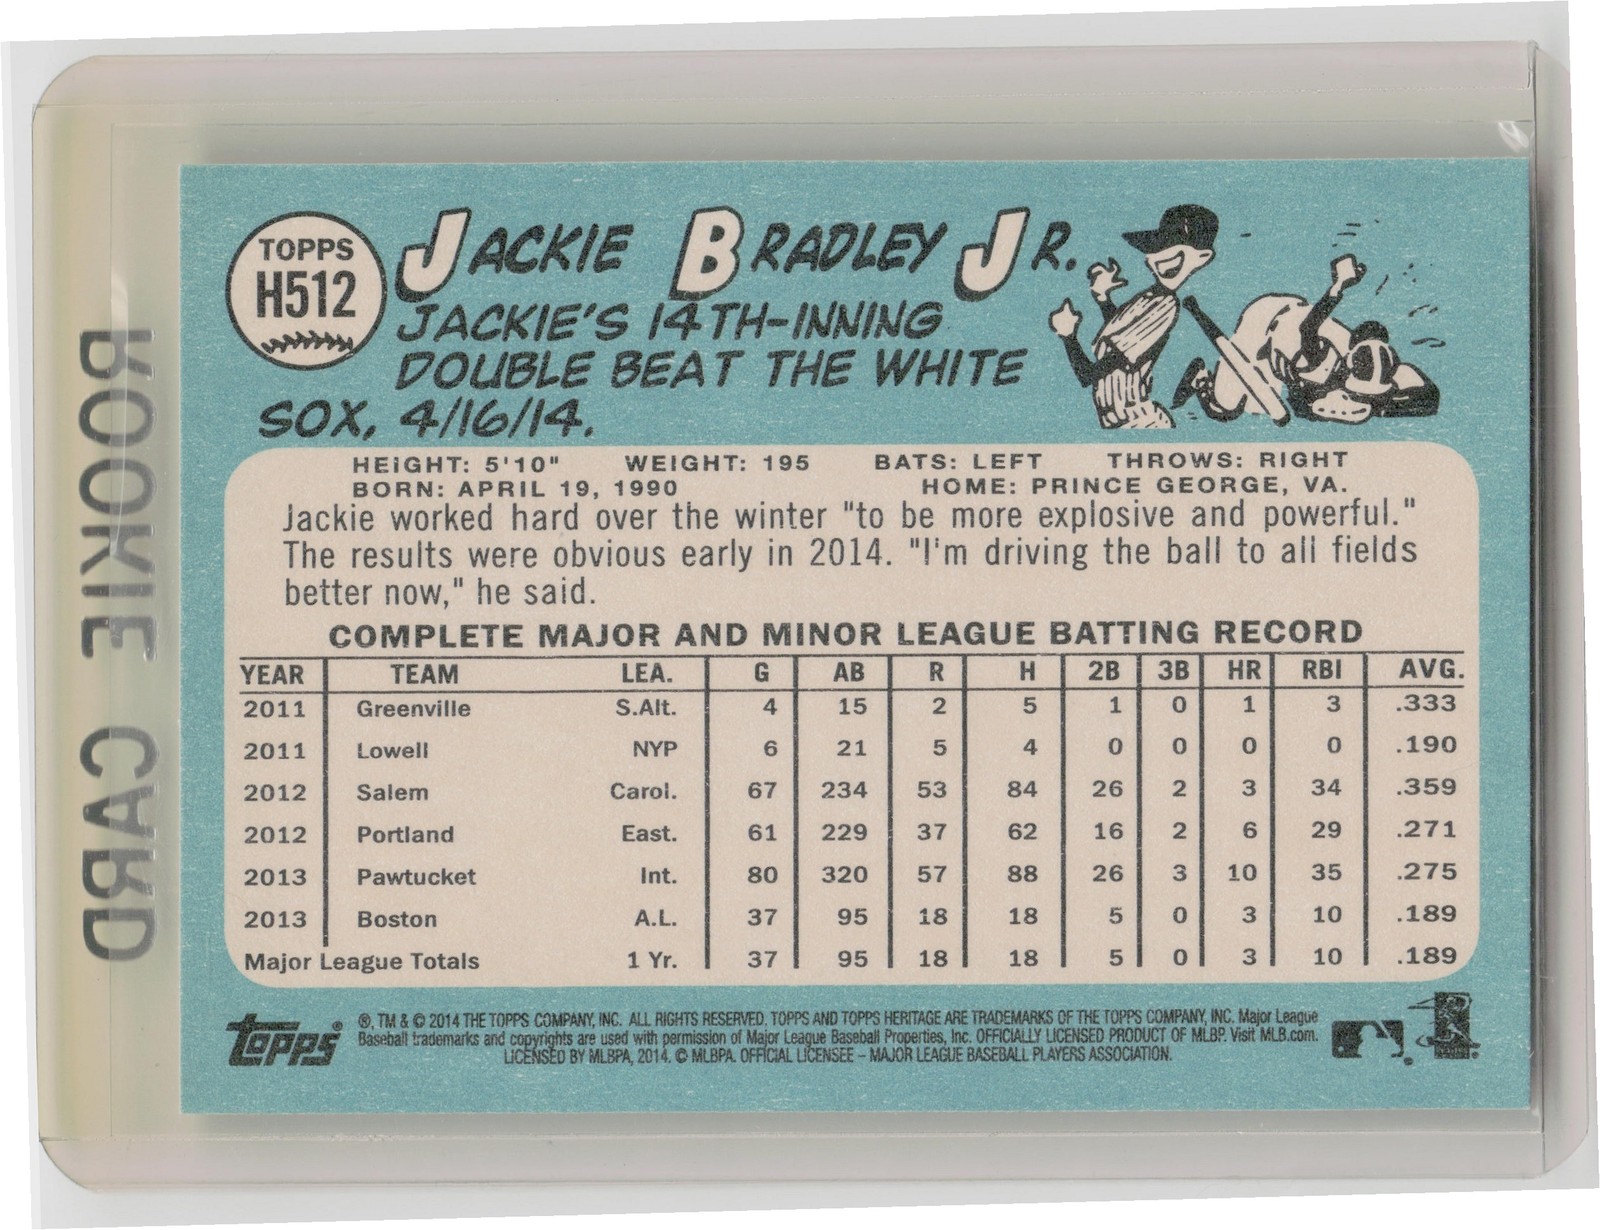 TOPPS
H512
JACKIE BRADLEY JR.
JACKIE'S 14TH-INNING
DOUBLE BEAT THE WHITE
SOX, 4/16/14.
HEIGHT: 5'10" WEIGHT: 195 BATS: LEFT THROWS: RIGHT
BORN: APRIL 19, 1990 HOME: PRINCE GEORGE, VA.
Jackie worked hard over the winter "to be more explosive and powerful."
The results were obvious early in 2014. "I'm driving the ball to all fields
better now," he said.
COMPLETE MAJOR AND MINOR LEAGUE BATTING RECORD
YEAR TEAM LEA. G AB R H 2B 3B HR RBI AVG.
2011 Greenville S.Alt. 4 15 2 5 1 0 1 3 .333
2011 Lowell NYP 6 21 5 4 0 0 0 0 .190
2012 Salem Carol. 67 234 53 84 26 2 3 34 .359
2012 Portland East. 61 229 37 62 16 2 6 29 .271
2013 Pawtucket Int. 80 320 57 88 26 3 10 35 .275
2013 Boston A.L. 37 95 18 18 5 0 3 10 .189
Major League Totals 1 Yr. 37 95 18 18 5 0 3 10 .189
Topps ®, TM & © 2014 THE TOPPS COMPANY, INC. ALL RIGHTS RESERVED. TOPPS AND TOPPS HERITAGE ARE TRADEMARKS OF THE TOPPS COMPANY, INC. Major League
Baseball trademarks and copyrights are used with permission of Major League Baseball Properties, Inc. OFFICIALLY LICENSED PRODUCT OF MLBP. Visit MLB.com.
LICENSED BY MLBPA, 2014. © MLBPA. OFFICIAL LICENSEE – MAJOR LEAGUE BASEBALL PLAYERS ASSOCIATION.
ROOKIE CARD